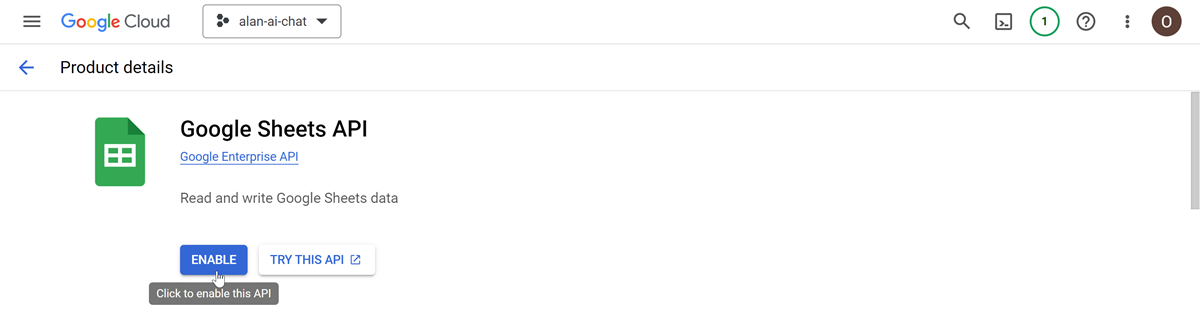 Google Cloud
alan-ai-chat
1
O
Product details
Google Sheets API
Google Enterprise API
Read and write Google Sheets data
ENABLE
TRY THIS API
Click to enable this API